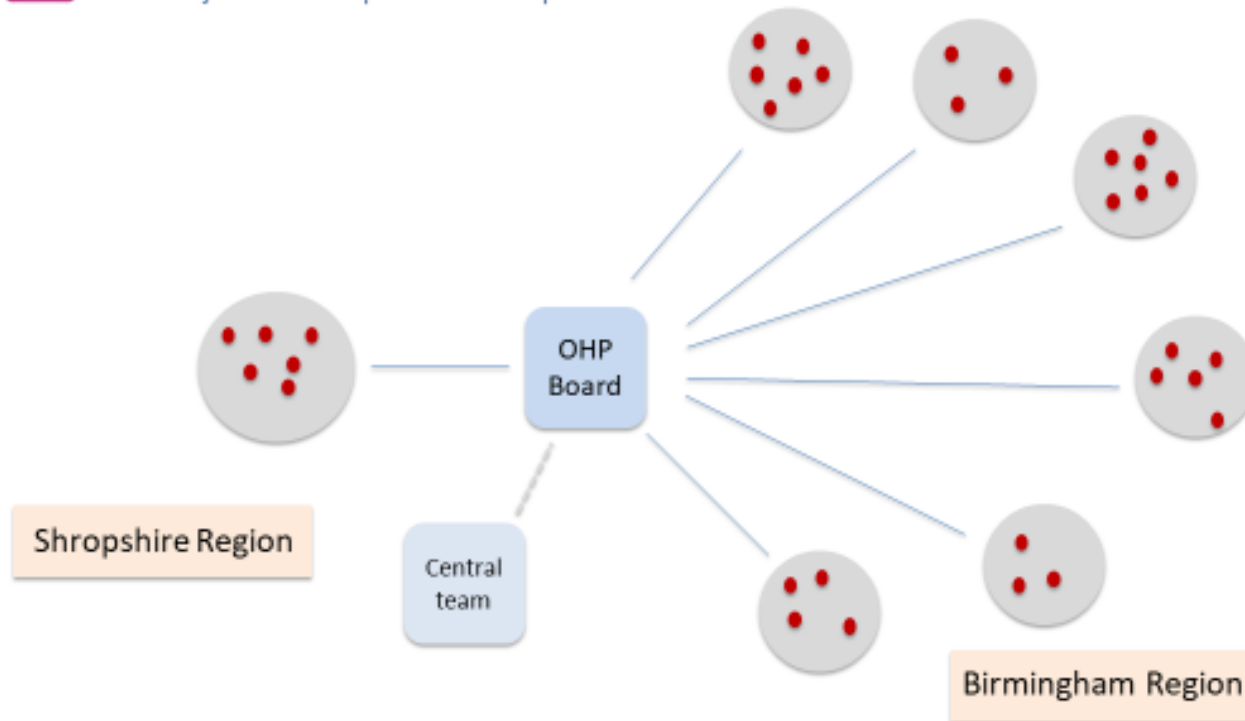 OHP
Board
Shropshire Region
Central
team
Birmingham Region